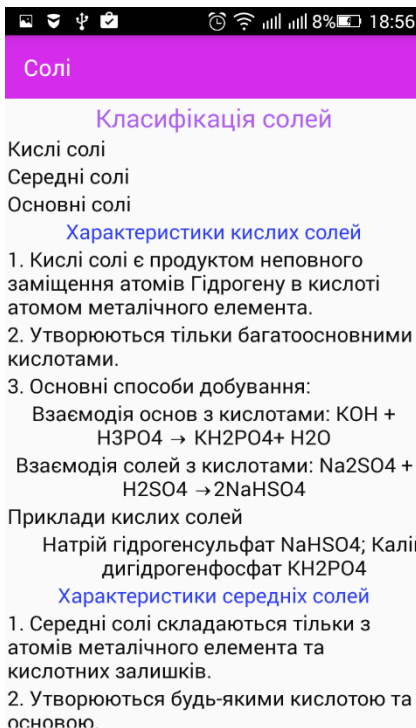 8% 18:56
Солі
Класифікація солей
Кислі солі
Середні солі
Основні солі
Характеристики кислих солей
1. Кислі солі є продуктом неповного
заміщення атомів Гідрогену в кислоті
атомом металічного елемента.
2. Утворюються тільки багатоосновними
кислотами.
3. Основні способи добування:
Взаємодія основ з кислотами: KOH +
H3PO4 → KH2PO4+ H2O
Взаємодія солей з кислотами: Na2SO4 +
H2SO4 →2NaHSO4
Приклади кислих солей
Натрій гідрогенсульфат NaHSO4; Калі
дигідрогенфосфат KH2PO4
Характеристики середніх солей
1. Середні солі складаються тільки з
атомів металічного елемента та
кислотних залишків.
2. Утворюються будь-якими кислотою та
основою.